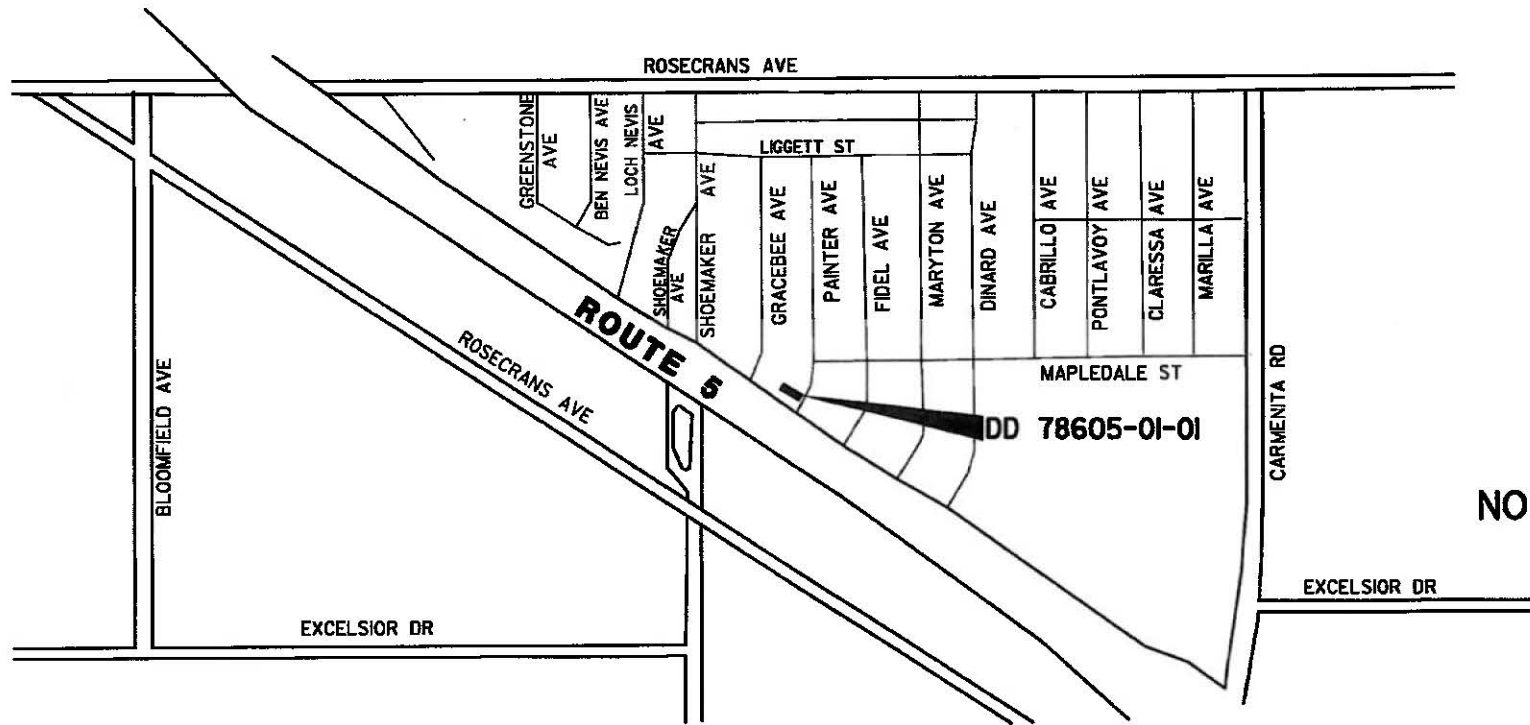 ROSECRANS AVE
GREENSTONE
AVE
BEN NEVIS AVE
LOCH NEVIS
AVE
LIGGETT ST
SHOEMAKER
AVE
SHOEMAKER AVE
GRACEBEE AVE
PAINTER AVE
FIDEL AVE
MARYTON AVE
DINARD AVE
CABRILLO AVE
PONTLAVOY AVE
CLARESSA AVE
MARILLA AVE
ROUTE 5
ROSECRANS AVE
BLOOMFIELD AVE
MAPLEDALE ST
DD 78605-01-01
CARMENITA RD
NO
EXCELSIOR DR
EXCELSIOR DR